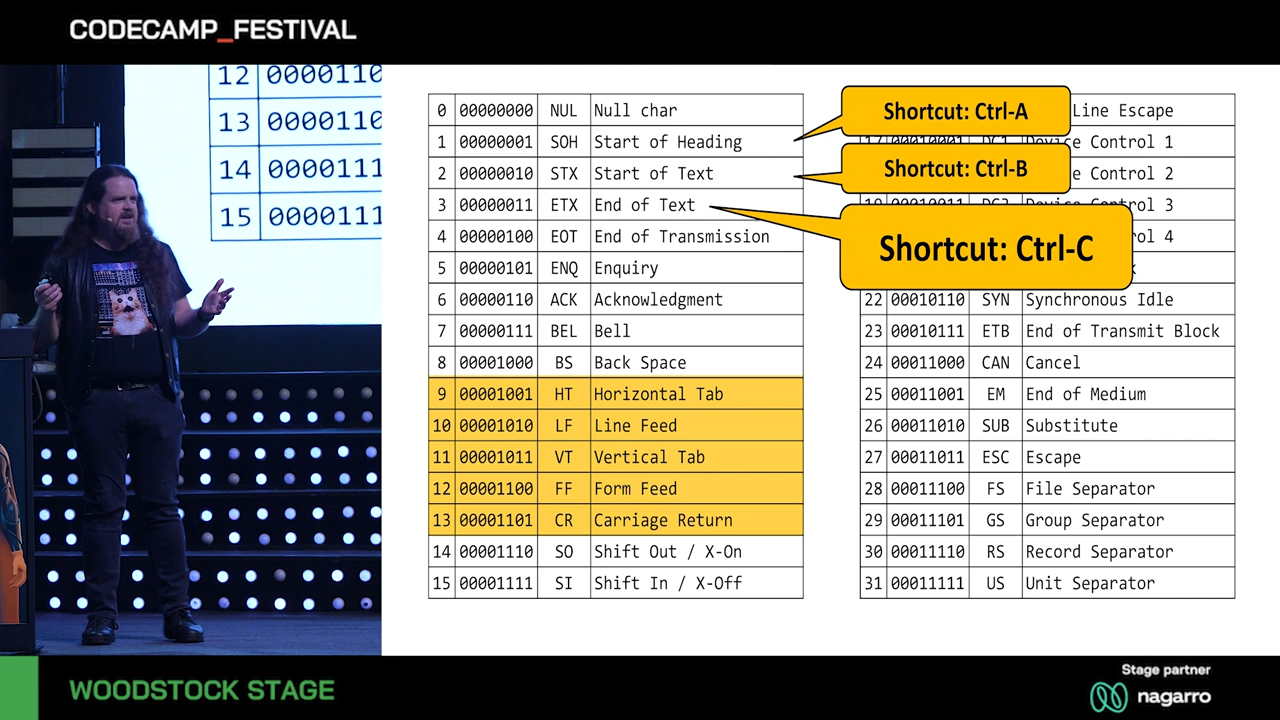 CODECAMP_FESTIVAL
12 0000110
13 0000110
14 0000111
15 0000111
0 00000000 NUL Null char
1 00000001 SOH Start of Heading
2 00000010 STX Start of Text
3 00000011 ETX End of Text
4 00000100 EOT End of Transmission
5 00000101 ENQ Enquiry
6 00000110 ACK Acknowledgment
7 00000111 BEL Bell
8 00001000 BS Back Space
9 00001001 HT Horizontal Tab
10 00001010 LF Line Feed
11 00001011 VT Vertical Tab
12 00001100 FF Form Feed
13 00001101 CR Carriage Return
14 00001110 SO Shift Out / X-On
15 00001111 SI Shift In / X-Off
Shortcut: Ctrl-A
Shortcut: Ctrl-B
Shortcut: Ctrl-C
Line Escape
Control 1
Control 2
Control 3
4
22 00010110 SYN Synchronous Idle
23 00010111 ETB End of Transmit Block
24 00011000 CAN Cancel
25 00011001 EM End of Medium
26 00011010 SUB Substitute
27 00011011 ESC Escape
28 00011100 FS File Separator
29 00011101 GS Group Separator
30 00011110 RS Record Separator
31 00011111 US Unit Separator
WOODSTOCK STAGE
Stage partner
nagarro